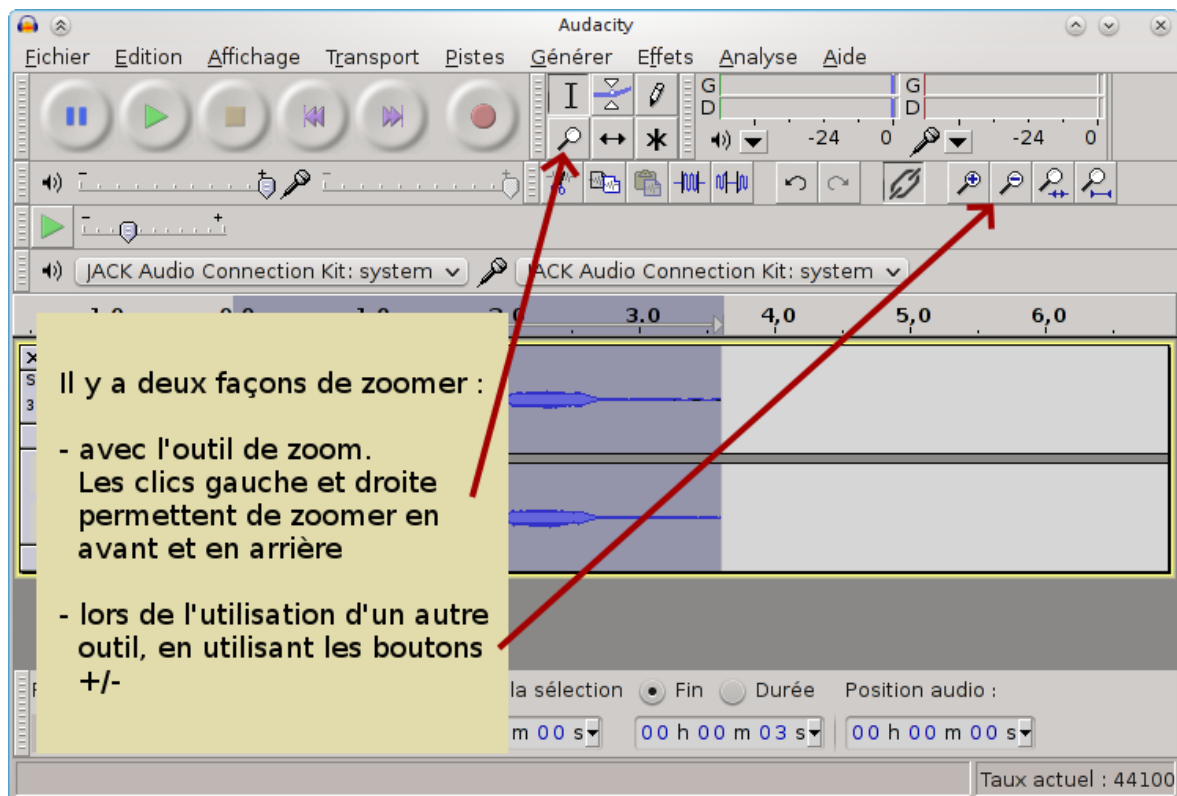 Audacity
Fichier Edition Affichage Transport Pistes Générer Effets Analyse Aide
G G
D D
-24 0 -24 0
- + 
JACK Audio Connection Kit: system JACK Audio Connection Kit: system
3.0 4,0 5,0 6,0
Il y a deux façons de zoomer :
- avec l'outil de zoom.
Les clics gauche et droite
permettent de zoomer en
avant et en arrière
- lors de l'utilisation d'un autre
outil, en utilisant les boutons
+/-
la sélection Fin Durée Position audio :
m 00 s 00 h 00 m 03 s 00 h 00 m 00 s
Taux actuel : 44100